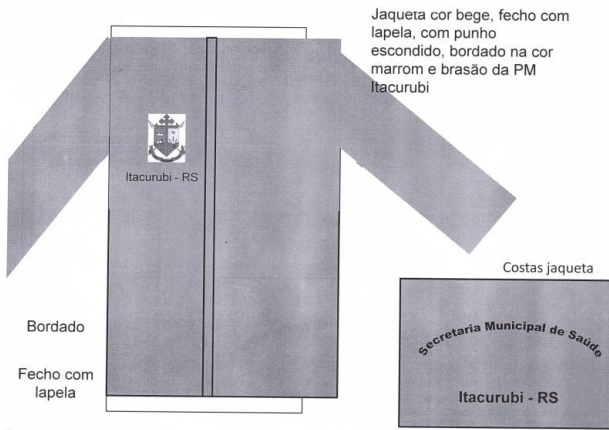 Jaqueta cor bege, fecho com
lapela, com punho
escondido, bordado na cor
marrom e brasão da PM
Itacurubi
Itacurubi - RS
Costas jaqueta
Secretaria Municipal de Saúde
Itacurubi - RS
Bordado
Fecho com
lapela